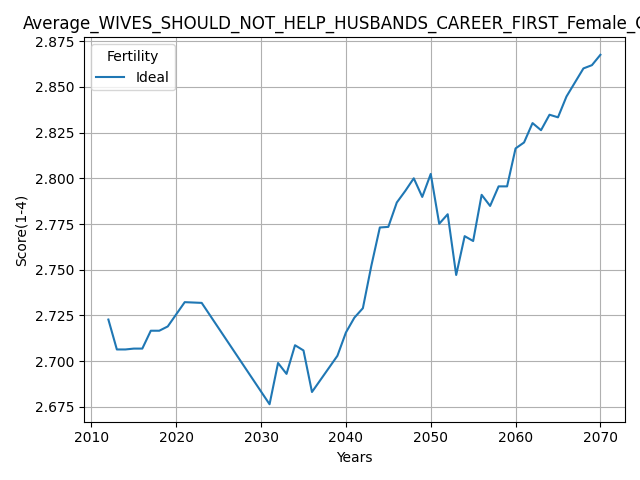 Average_WIVES_SHOULD_NOT_HELP_HUSBANDS_CAREER_FIRST_Female_
2.875
2.850
2.825
2.800
2.775
2.750
2.725
2.700
2.675
Score(1-4)
Fertility
Ideal
2010 2020 2030 2040 2050 2060 2070
Years